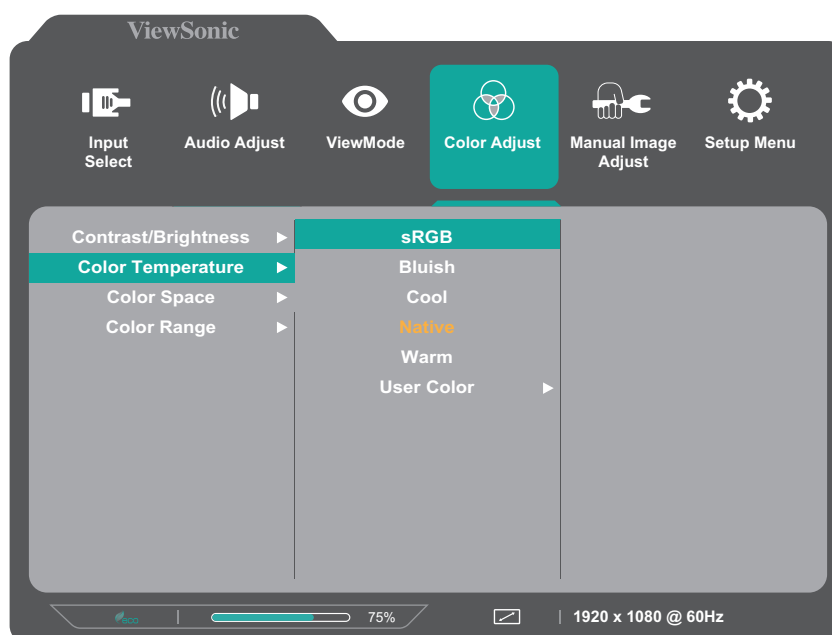 ViewSonic
Input
Select
Audio Adjust
ViewMode
Color Adjust
Manual Image
Adjust
Setup Menu
Contrast/Brightness
Color Temperature
Color Space
Color Range
sRGB
Bluish
Cool
Native
Warm
User Color
eco
75%
1920 x 1080 @ 60Hz